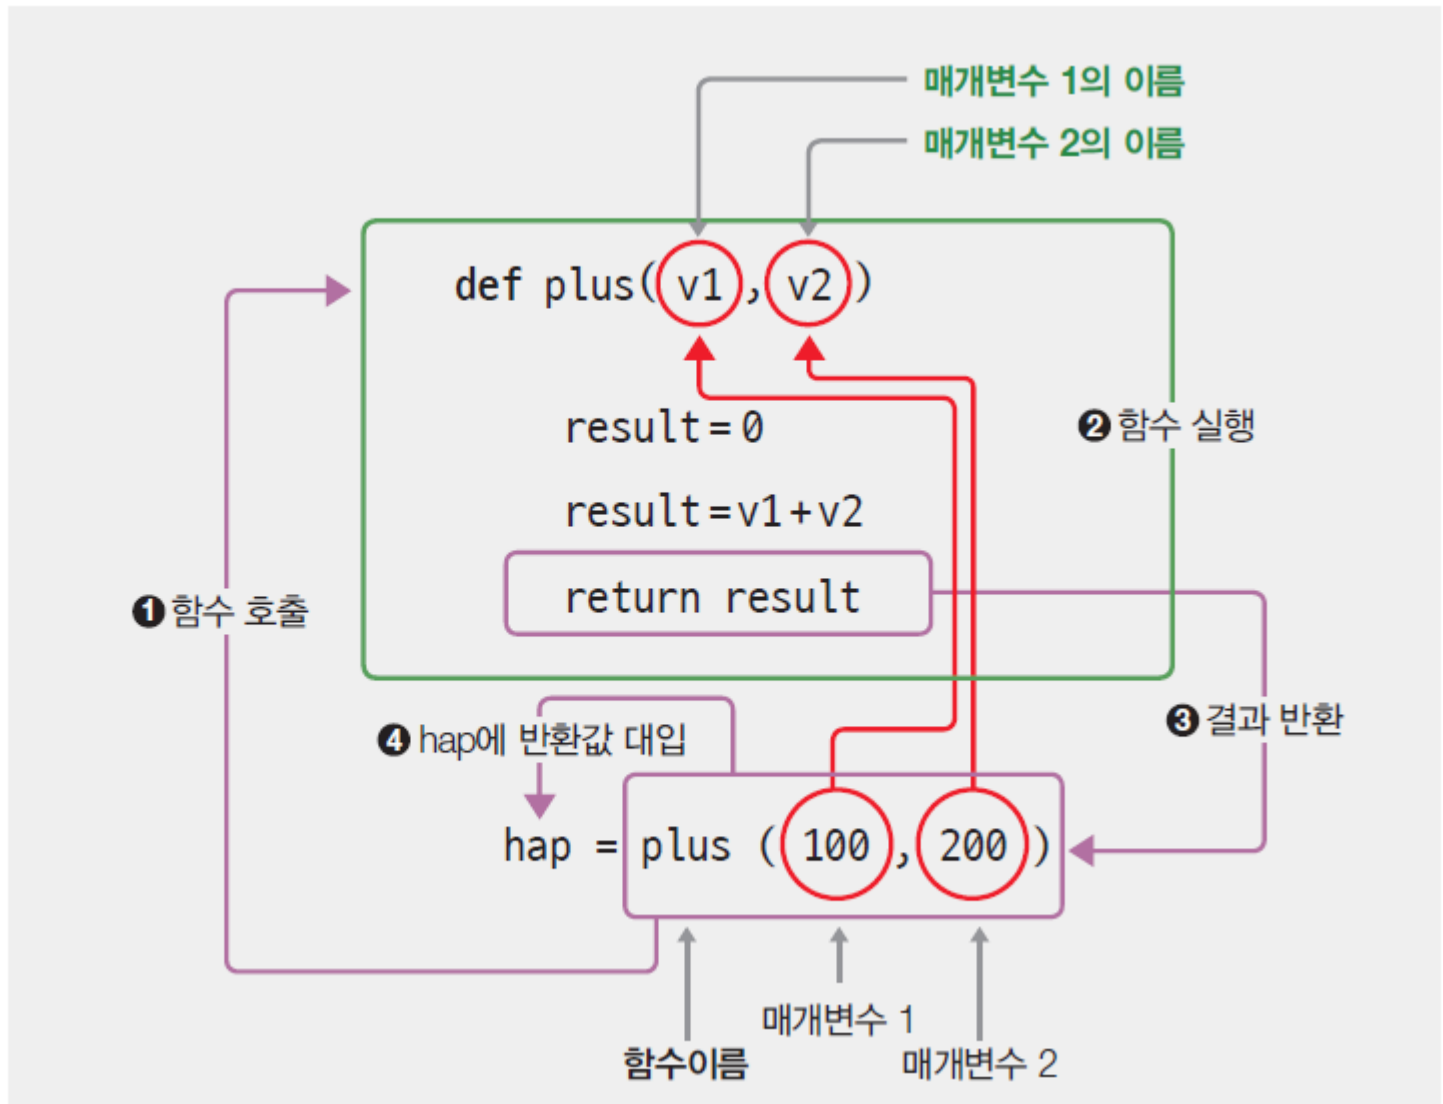 매개변수 1의 이름
매개변수 2의 이름
def plus(v1,v2)
result=0
❷ 함수 실행
result=v1+v2
return result
❶ 함수 호출
❸ 결과 반환
❹ hap에 반환값 대입
hap = plus (100,200)
매개변수 1
함수이름
매개변수 2